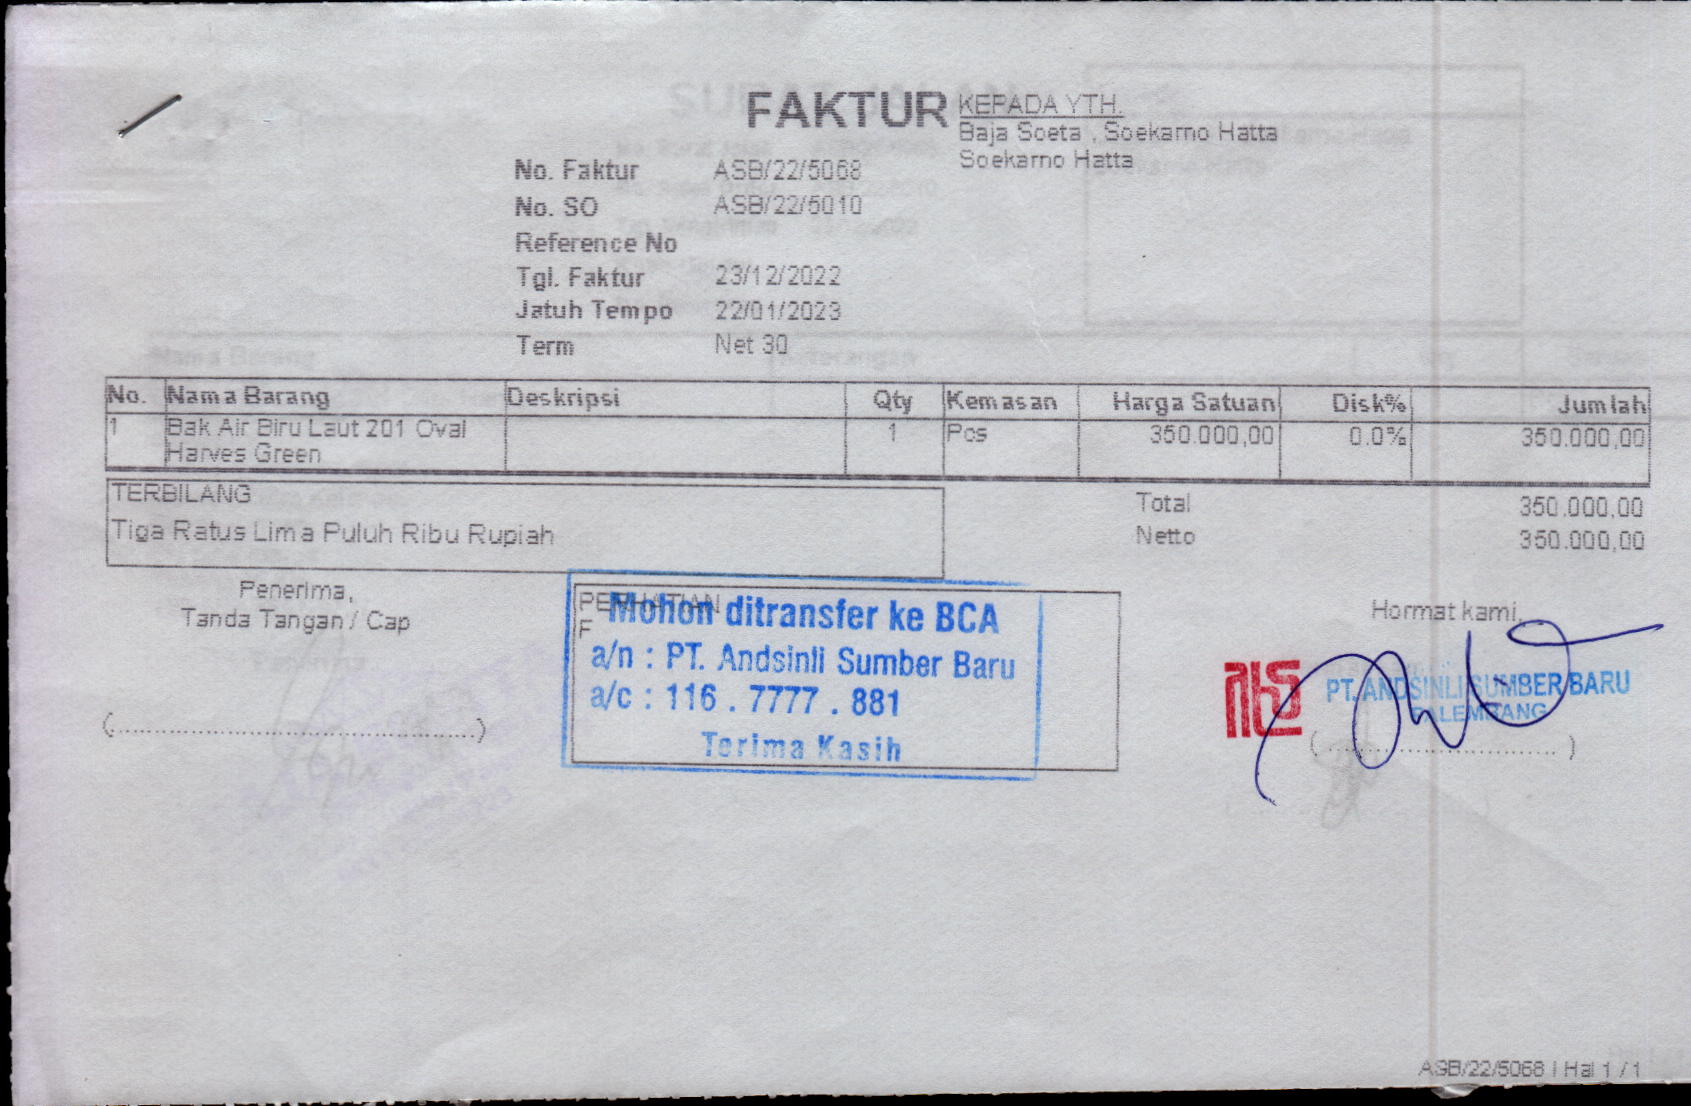 FAKTUR
KEPADA YTH.
Baja Soeta , Soekarno Hatta
Soekarno Hatta
No. Faktur ASB/22/5068
No. SO ASB/22/5010
Reference No
Tgl. Faktur 23/12/2022
Jatuh Tempo 22/01/2023
Term Net 30
No. Nama Barang Deskripsi Qty Kemasan Harga Satuan Disk% Jumlah
1 Bak Air Biru Laut 201 Oval 1 Pcs 350.000,00 0.0% 350.000,00
Harves Green
TERBILANG
Tiga Ratus Lima Puluh Ribu Rupiah
Total 350.000,00
Netto 350.000,00
Penerima,
Tanda Tangan / Cap
(................................................)
PERHATIAN
F
Mohon ditransfer ke BCA
a/n : PT. Andsinli Sumber Baru
a/c : 116 . 7777 . 881
Terima Kasih
Hormat kami,
PT. ANDSINLI SUMBER BARU
PALEMBANG
(................................)
ASB/22/5068 | Hal 1 / 1